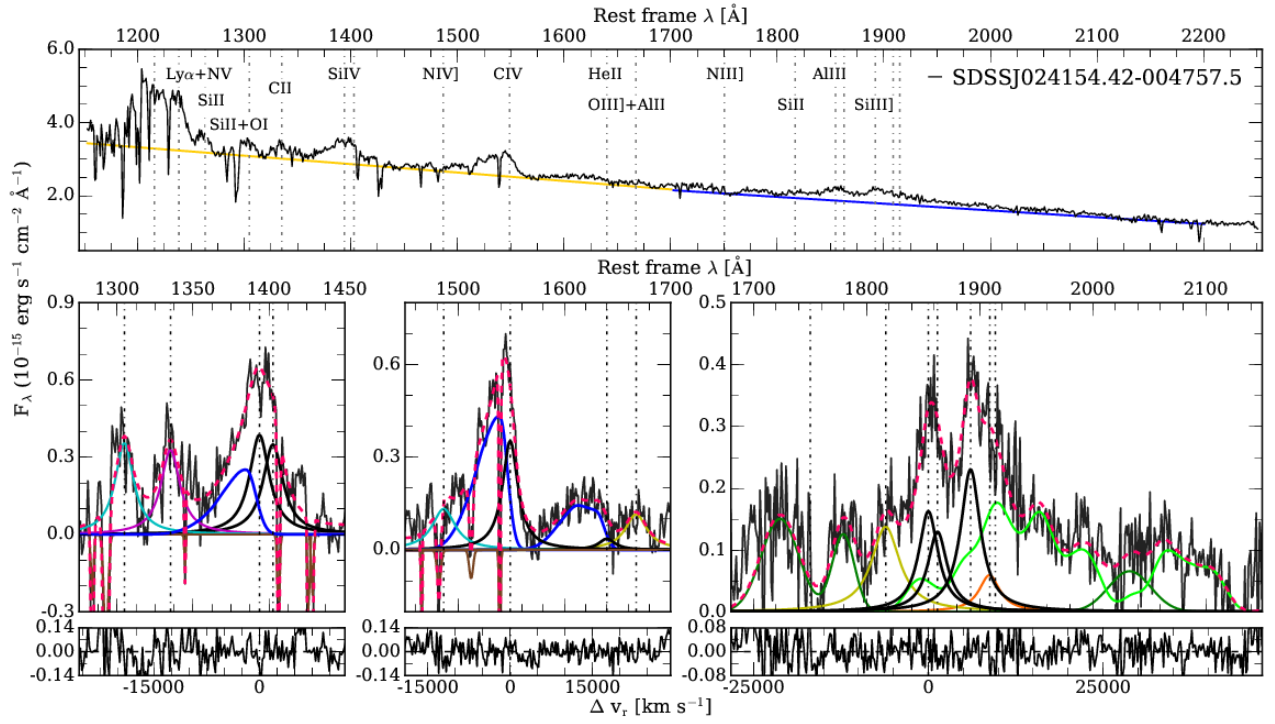 Rest frame λ [Å]
1200 1300 1400 1500 1600 1700 1800 1900 2000 2100 2200
6.0
Lyα+NV SiIV NIV] CIV HeII NIII] AlIII — SDSSJ024154.42-004757.5
CII
SiII OIII]+AlII SiII SiIII]
SiII+OI
4.0
2.0
F_λ (10⁻¹⁵ erg s⁻¹ cm⁻² Å⁻¹)
Rest frame λ [Å]
1300 1350 1400 1450 1500 1600 1700 1700 1800 1900 2000 2100
0.9 0.9 0.5
0.4
0.6 0.6
0.3
0.3 0.3
0.2
0.0 0.0 0.1
-0.3 -0.3 0.0
0.14 0.14 0.08
0.00 0.00 0.00
-0.14 -0.14 -0.08
-15000 0 -15000 0 15000 -25000 0 25000
Δ v_r [km s⁻¹]